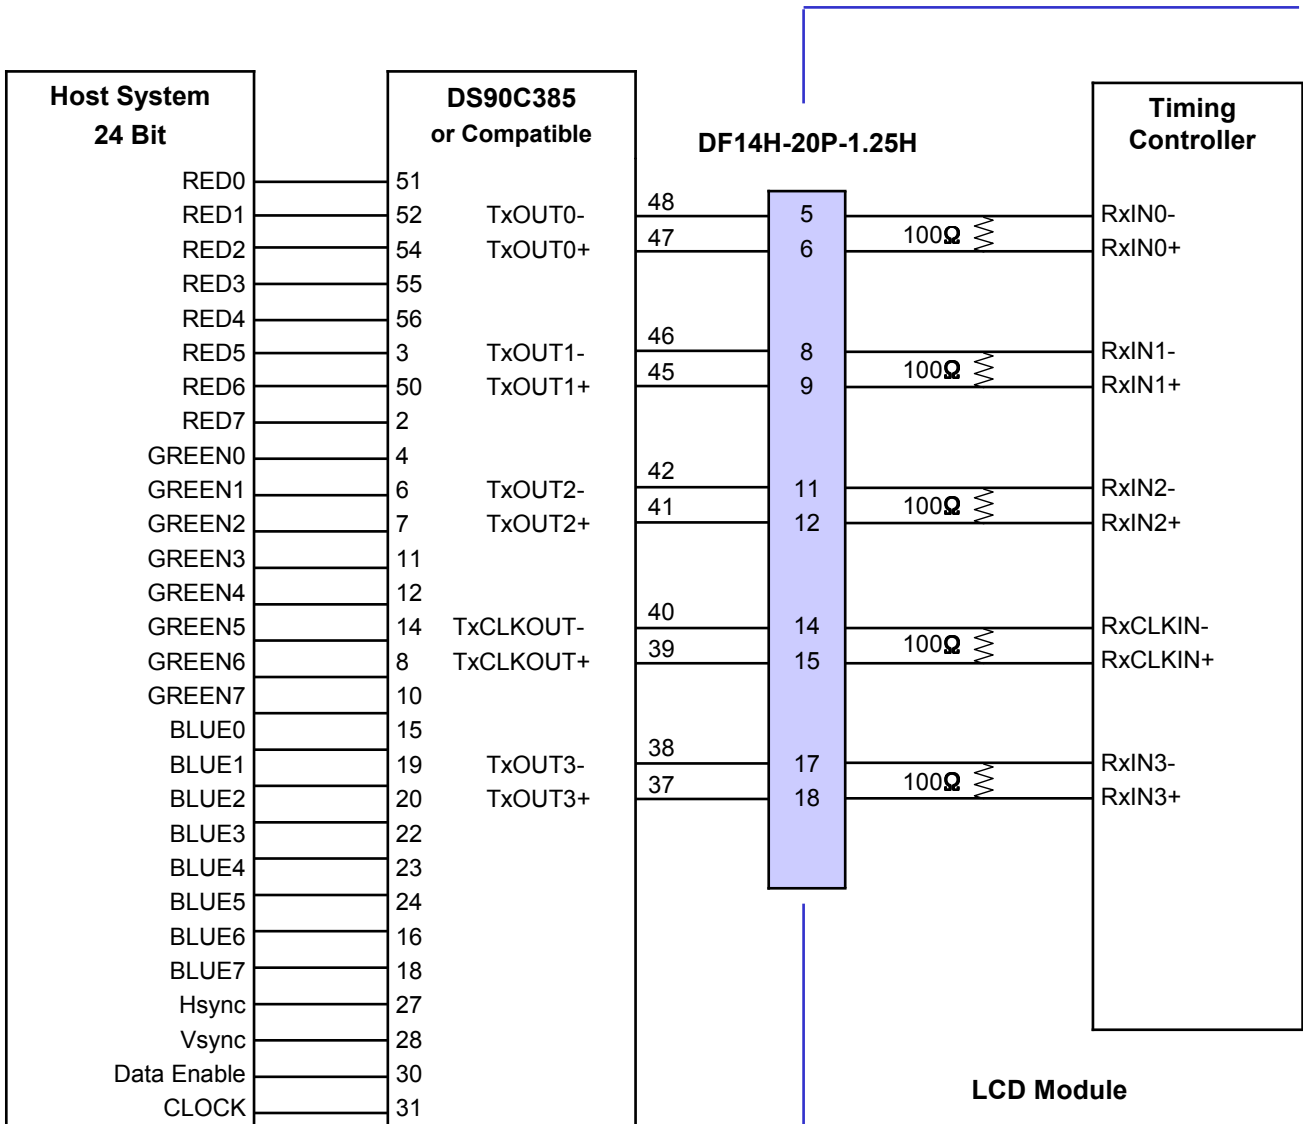 Host System
24 Bit
DS90C385
or Compatible
DF14H-20P-1.25H
Timing
Controller
RED0 51
RED1 52 TxOUT0- 48 5 RxIN0-
100Ω
RED2 54 TxOUT0+ 47 6 RxIN0+
RED3 55
RED4 56
RED5 3 TxOUT1- 46 8 RxIN1-
100Ω
RED6 50 TxOUT1+ 45 9 RxIN1+
RED7 2
GREEN0 4
GREEN1 6 TxOUT2- 42 11 RxIN2-
100Ω
GREEN2 7 TxOUT2+ 41 12 RxIN2+
GREEN3 11
GREEN4 12
GREEN5 14 TxCLKOUT- 40 14 RxCLKIN-
100Ω
GREEN6 8 TxCLKOUT+ 39 15 RxCLKIN+
GREEN7 10
BLUE0 15
BLUE1 19 TxOUT3- 38 17 RxIN3-
100Ω
BLUE2 20 TxOUT3+ 37 18 RxIN3+
BLUE3 22
BLUE4 23
BLUE5 24
BLUE6 16
BLUE7 18
Hsync 27
Vsync 28
Data Enable 30
CLOCK 31
LCD Module